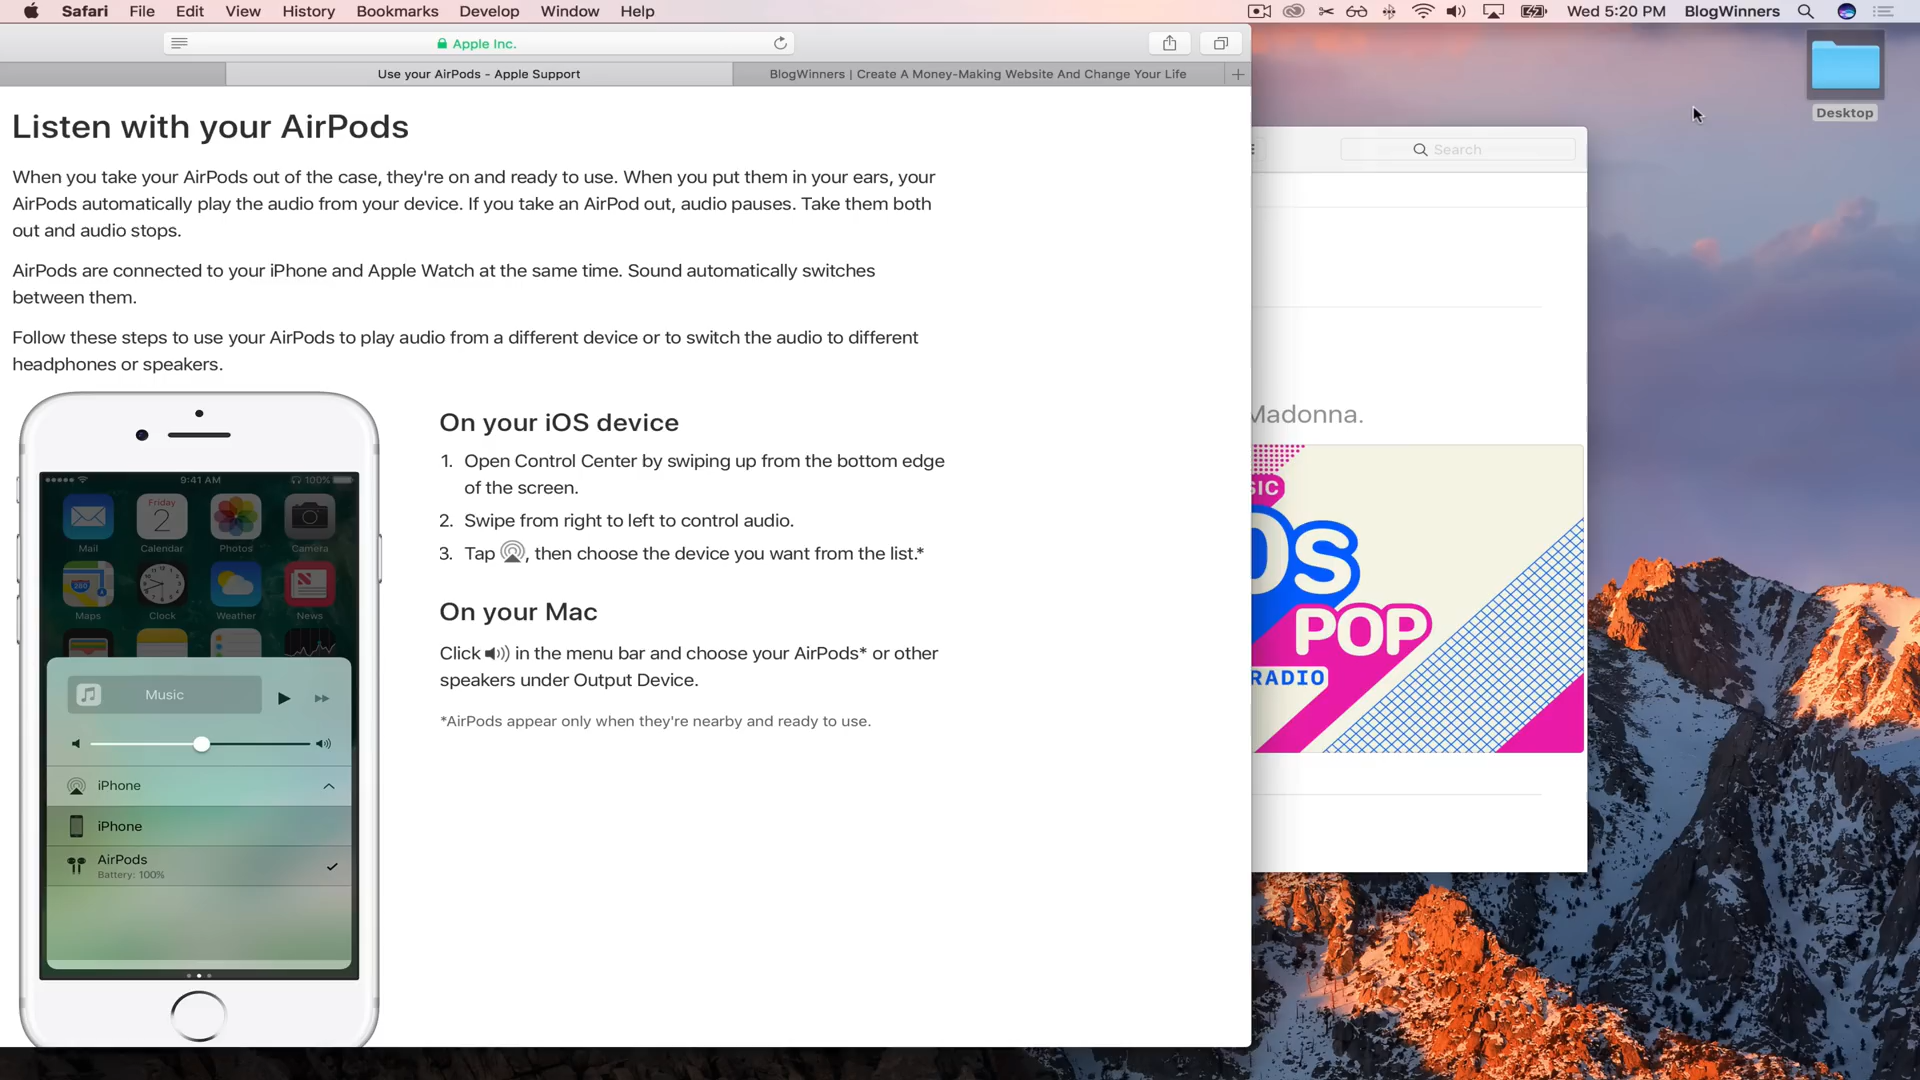 Safari File Edit View History Bookmarks Develop Window Help
Wed 5:20 PM BlogWinners
Apple Inc.
Use your AirPods - Apple Support
BlogWinners | Create A Money-Making Website And Change Your Life
Desktop
Search
Listen with your AirPods
When you take your AirPods out of the case, they're on and ready to use. When you put them in your ears, your
AirPods automatically play the audio from your device. If you take an AirPod out, audio pauses. Take them both
out and audio stops.
AirPods are connected to your iPhone and Apple Watch at the same time. Sound automatically switches
between them.
Follow these steps to use your AirPods to play audio from a different device or to switch the audio to different
headphones or speakers.
9:41 AM 100%
Friday
2
Mail Calendar Photos Camera
280
Maps Clock Weather News
Music
iPhone
iPhone
AirPods
Battery: 100%
On your iOS device
1. Open Control Center by swiping up from the bottom edge
of the screen.
2. Swipe from right to left to control audio.
3. Tap , then choose the device you want from the list.*
On your Mac
Click in the menu bar and choose your AirPods* or other
speakers under Output Device.
*AirPods appear only when they're nearby and ready to use.
Madonna.
SIC
0s
POP
RADIO